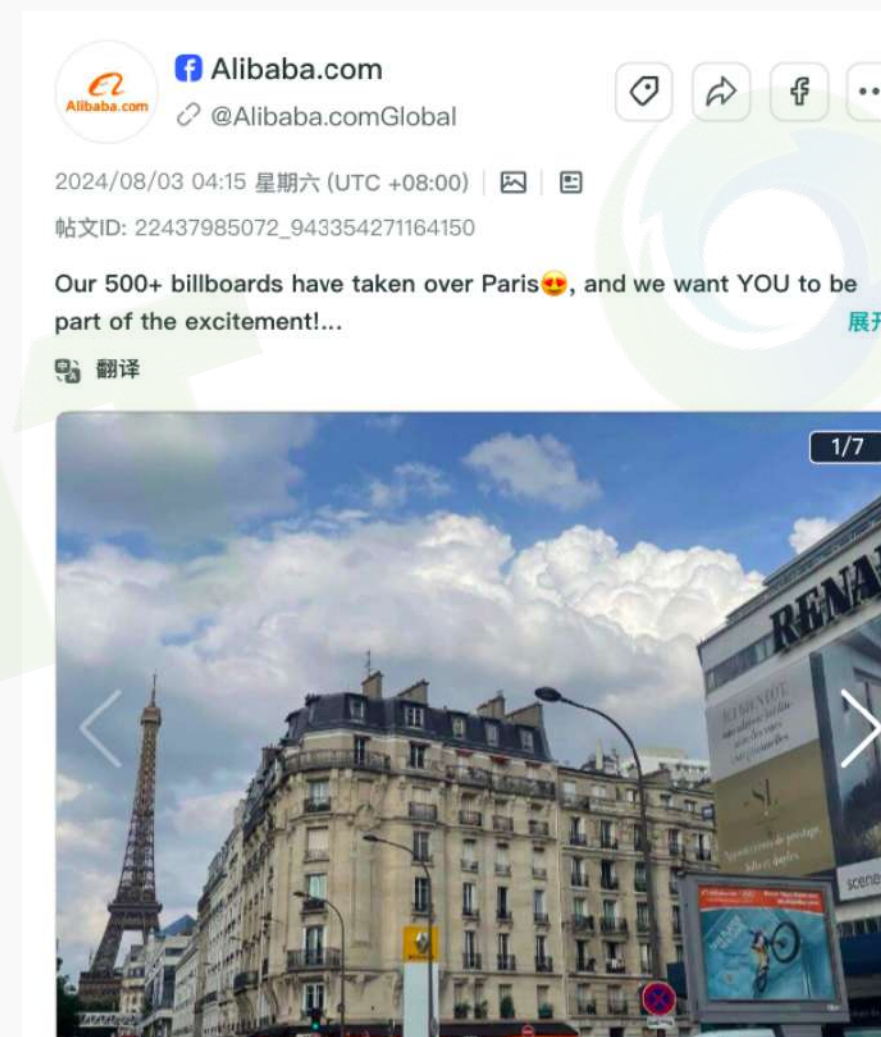 Alibaba.com
Alibaba.com
@Alibaba.comGlobal
2024/08/03 04:15 星期六 (UTC +08:00)
帖文ID: 22437985072_943354271164150
Our 500+ billboards have taken over Paris😍, and we want YOU to be
part of the excitement!...
展开
翻译
1/7
RENA